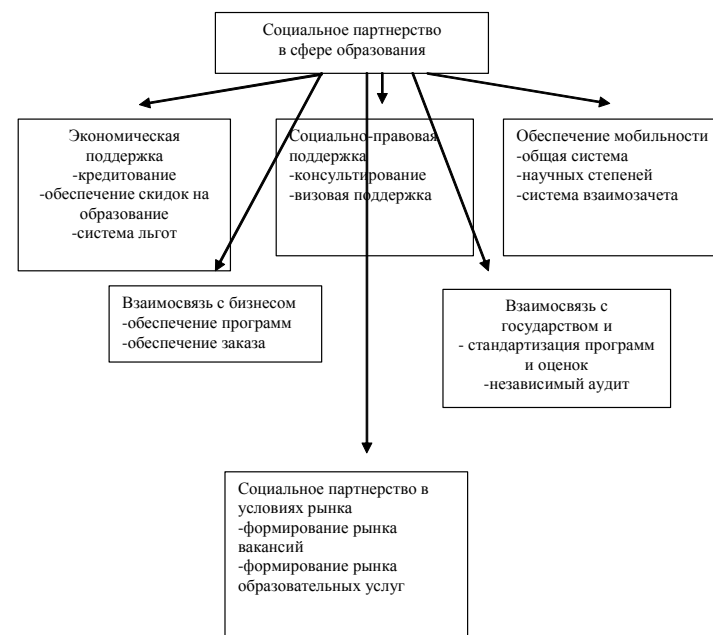 Социальное партнерство
в сфере образования
Экономическая
поддержка
-кредитование
-обеспечение скидок на
образование
-система льгот
Социально-правовая
поддержка
-консультирование
-визовая поддержка
Обеспечение мобильности
-общая система
-научных степеней
-система взаимозачета
Взаимосвязь с бизнесом
-обеспечение программ
-обеспечение заказа
Взаимосвязь с
государством и
- стандартизация программ
и оценок
-независимый аудит
Социальное партнерство в
условиях рынка
-формирование рынка
вакансий
-формирование рынка
образовательных услуг